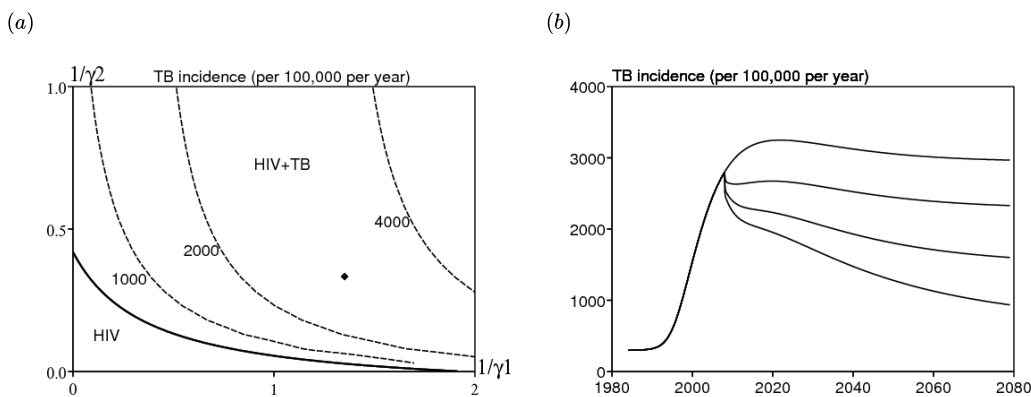 (a)
(b)
1/γ2
TB incidence (per 100,000 per year)
1.0
0.5
0.0
HIV+TB
4000
2000
1000
HIV
1/γ1
0
1
2
TB incidence (per 100,000 per year)
4000
3000
2000
1000
0
1980
2000
2020
2040
2060
2080